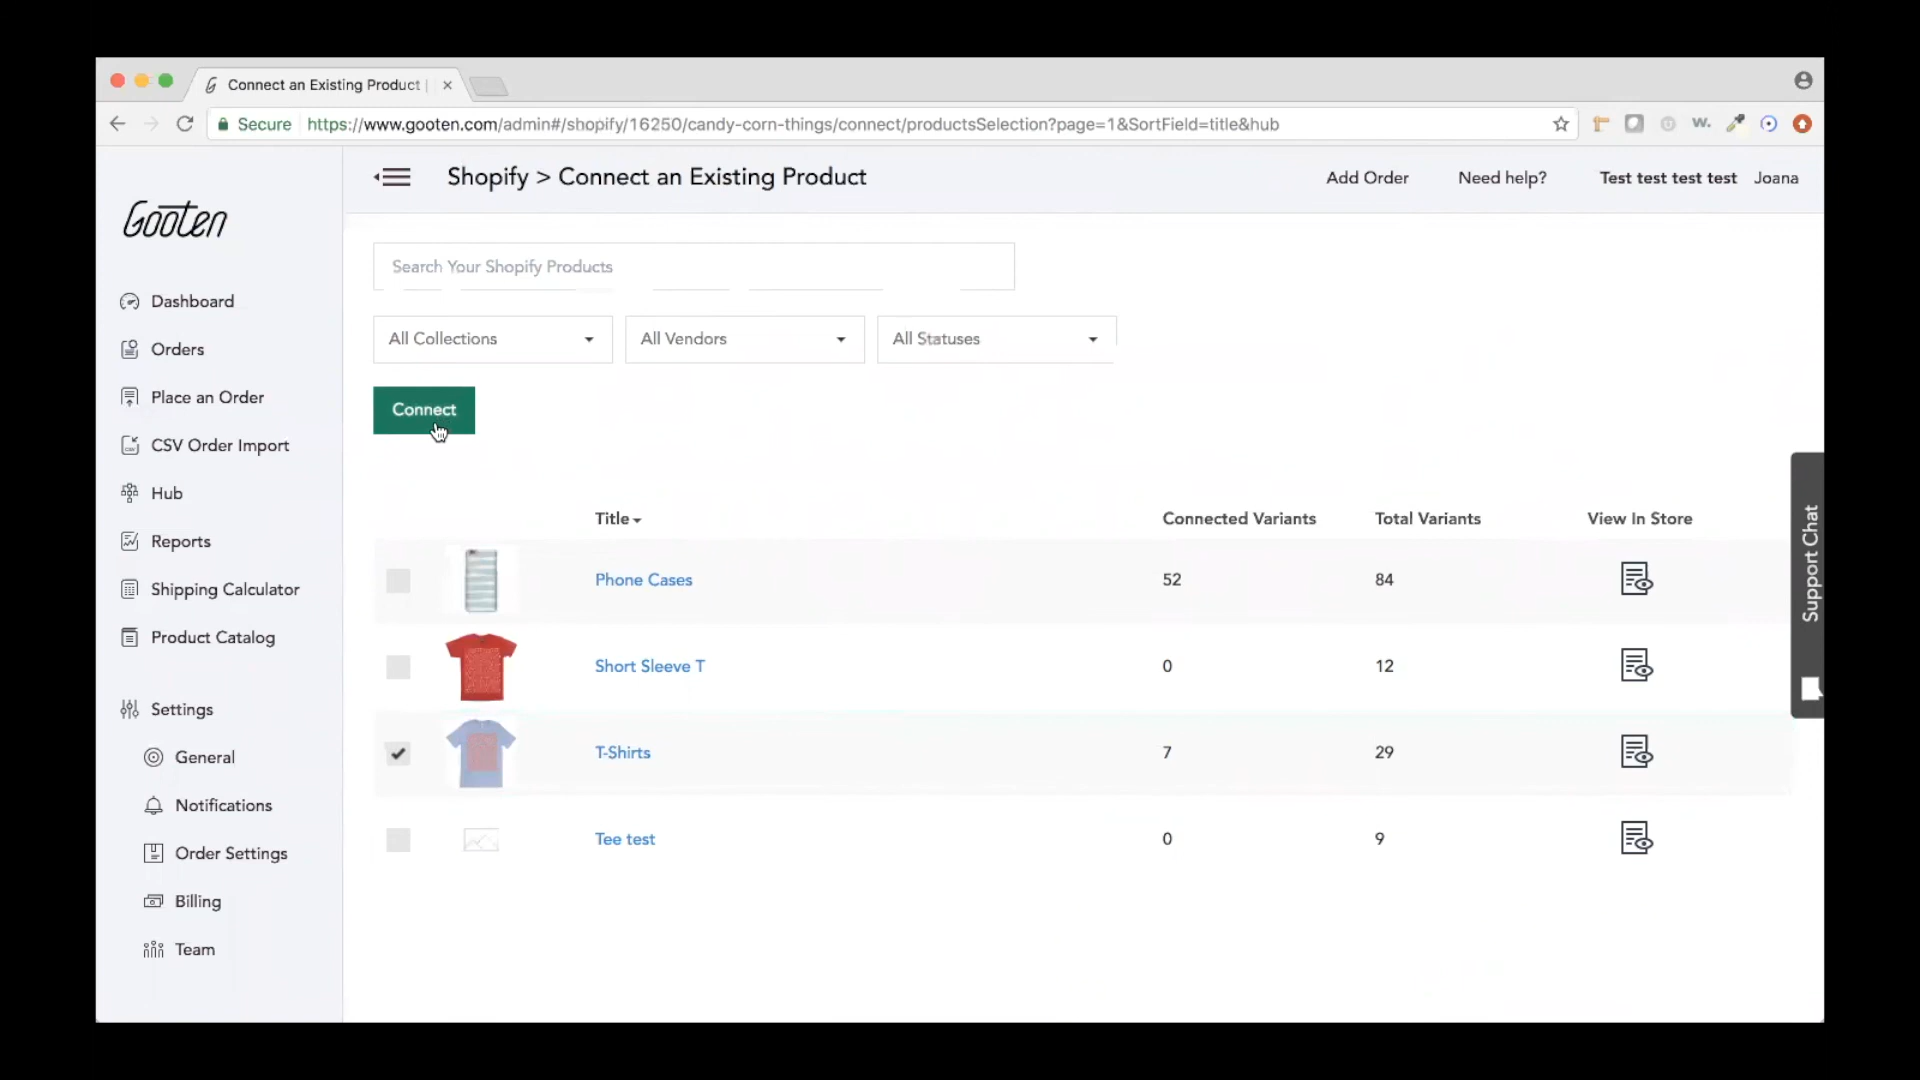 Connect an Existing Product |
Secure https://www.gooten.com/admin#/shopify/16250/candy-corn-things/connect/productsSelection?page=1&SortField=title&hub
W.
Shopify > Connect an Existing Product
Add Order
Need help?
Test test test test Joana
Gooten
Dashboard
Orders
Place an Order
CSV Order Import
Hub
Reports
Shipping Calculator
Product Catalog
Settings
General
Notifications
Order Settings
Billing
Team
Search Your Shopify Products
All Collections
All Vendors
All Statuses
Connect
Title Connected Variants Total Variants View In Store
Phone Cases 52 84
Short Sleeve T 0 12
T-Shirts 7 29
Tee test 0 9
Support Chat